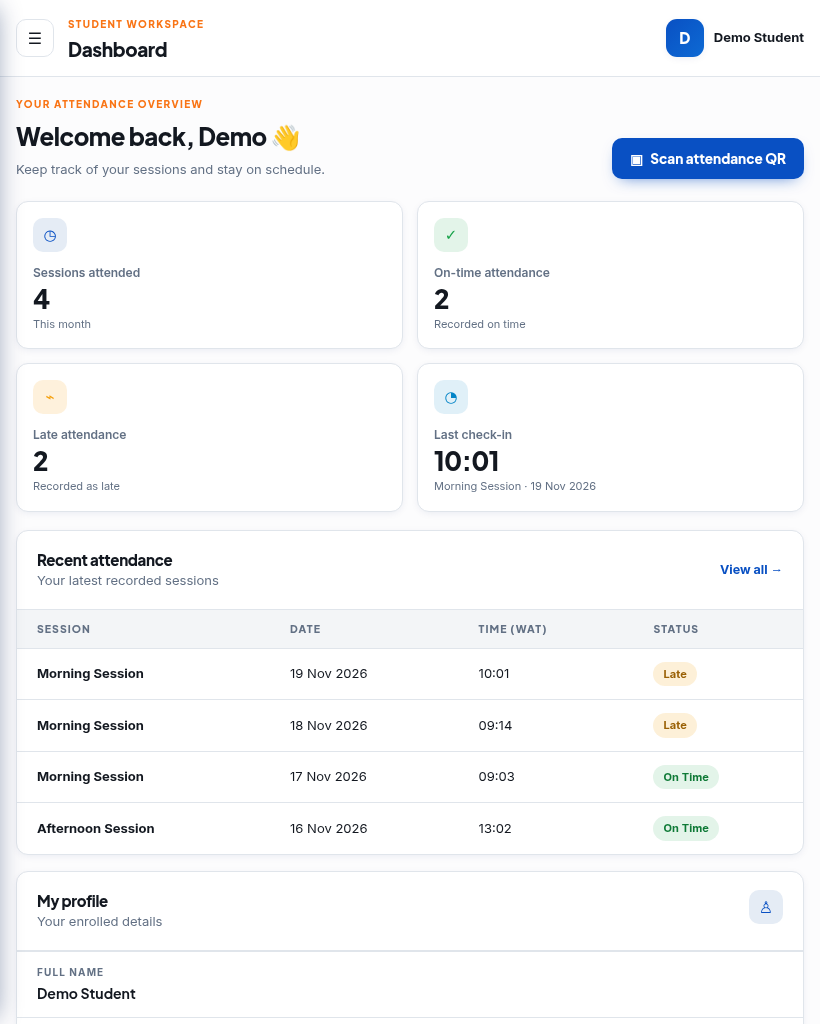 ☰
STUDENT WORKSPACE
Dashboard
D
Demo Student
YOUR ATTENDANCE OVERVIEW
Welcome back, Demo 👋
Keep track of your sessions and stay on schedule.
▣ Scan attendance QR
Sessions attended
4
This month
✓
On-time attendance
2
Recorded on time
Late attendance
2
Recorded as late
Last check-in
10:01
Morning Session · 19 Nov 2026
Recent attendance
Your latest recorded sessions
View all →
SESSION DATE TIME (WAT) STATUS
Morning Session 19 Nov 2026 10:01 Late
Morning Session 18 Nov 2026 09:14 Late
Morning Session 17 Nov 2026 09:03 On Time
Afternoon Session 16 Nov 2026 13:02 On Time
My profile
Your enrolled details
FULL NAME
Demo Student